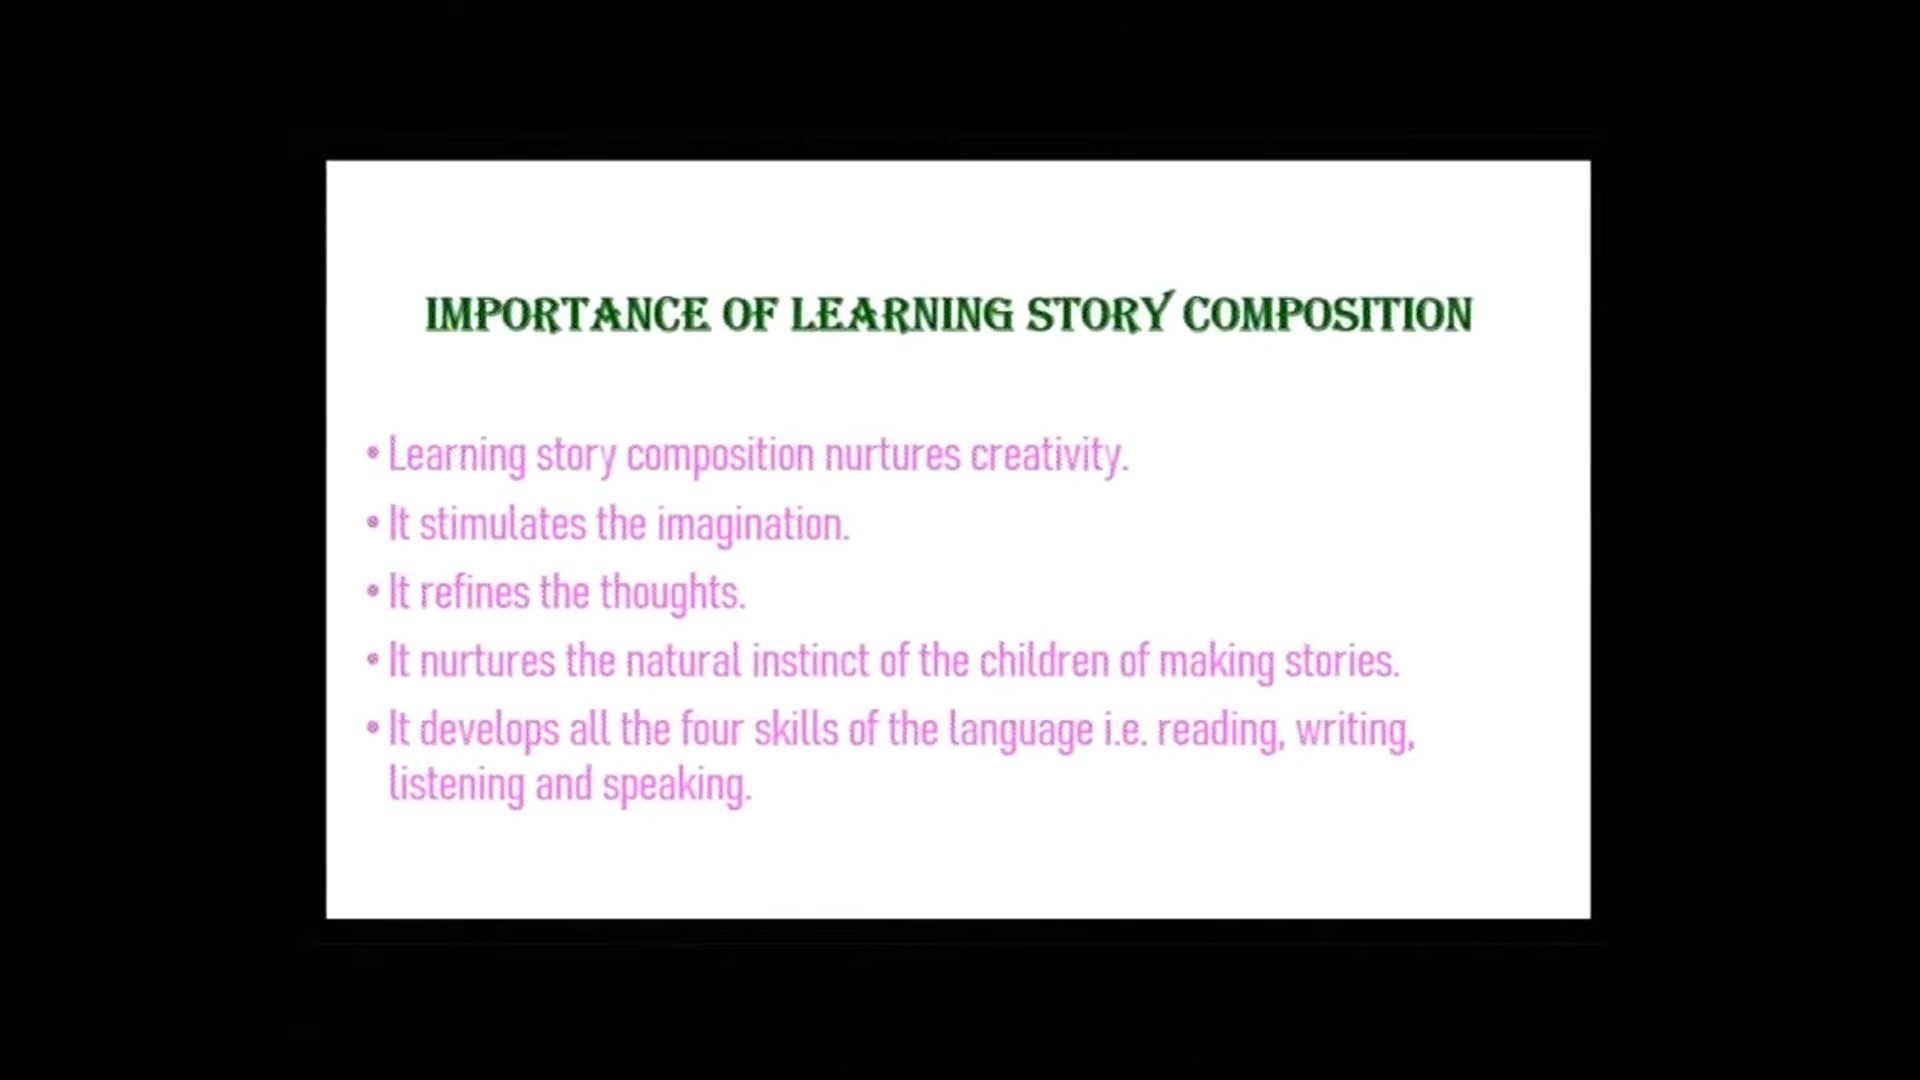 IMPORTANCE OF LEARNING STORY COMPOSITION
• Learning story composition nurtures creativity.
• It stimulates the imagination.
• It refines the thoughts.
• It nurtures the natural instinct of the children of making stories.
• It develops all the four skills of the language i.e. reading, writing,
listening and speaking.